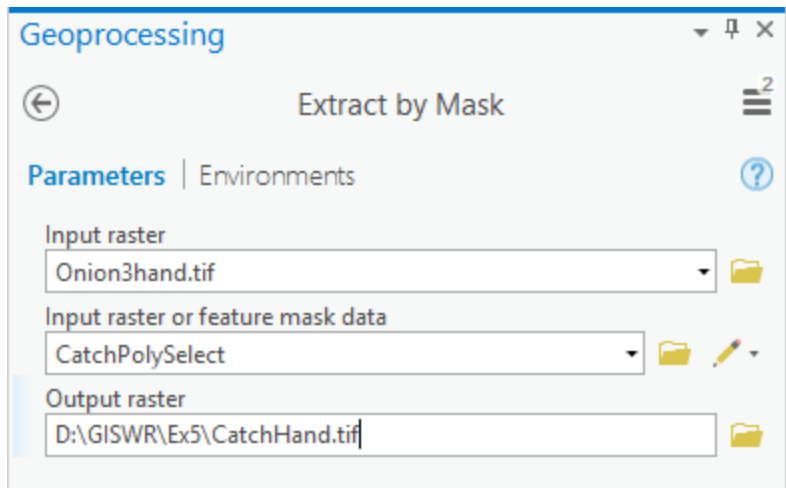 Geoprocessing
Extract by Mask
2
Parameters | Environments
?
Input raster
Onion3hand.tif
Input raster or feature mask data
CatchPolySelect
Output raster
D:\GISWR\Ex5\CatchHand.tif